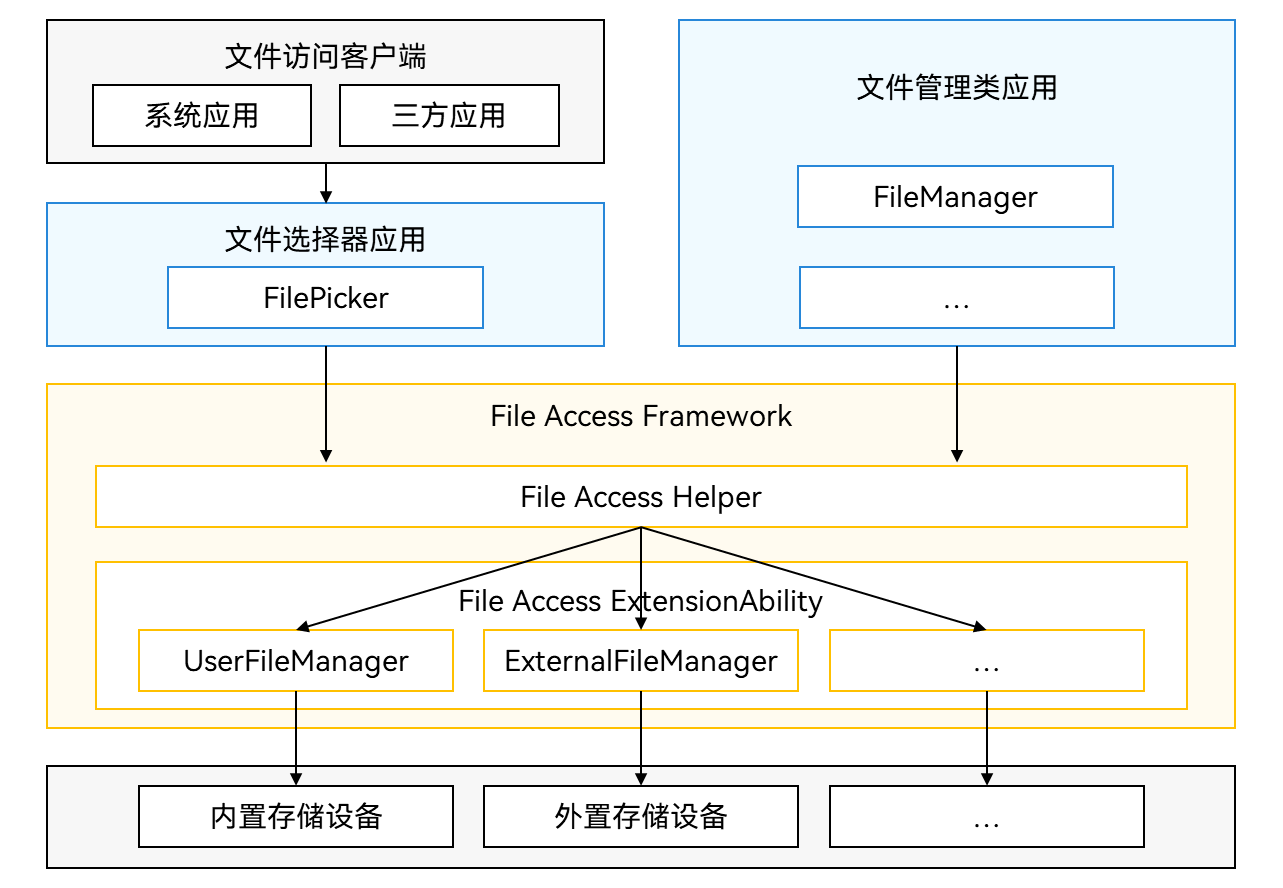 文件访问客户端
系统应用
三方应用
文件选择器应用
FilePicker
文件管理类应用
FileManager
...
File Access Framework
File Access Helper
File Access ExtensionAbility
UserFileManager
ExternalFileManager
...
内置存储设备
外置存储设备
...